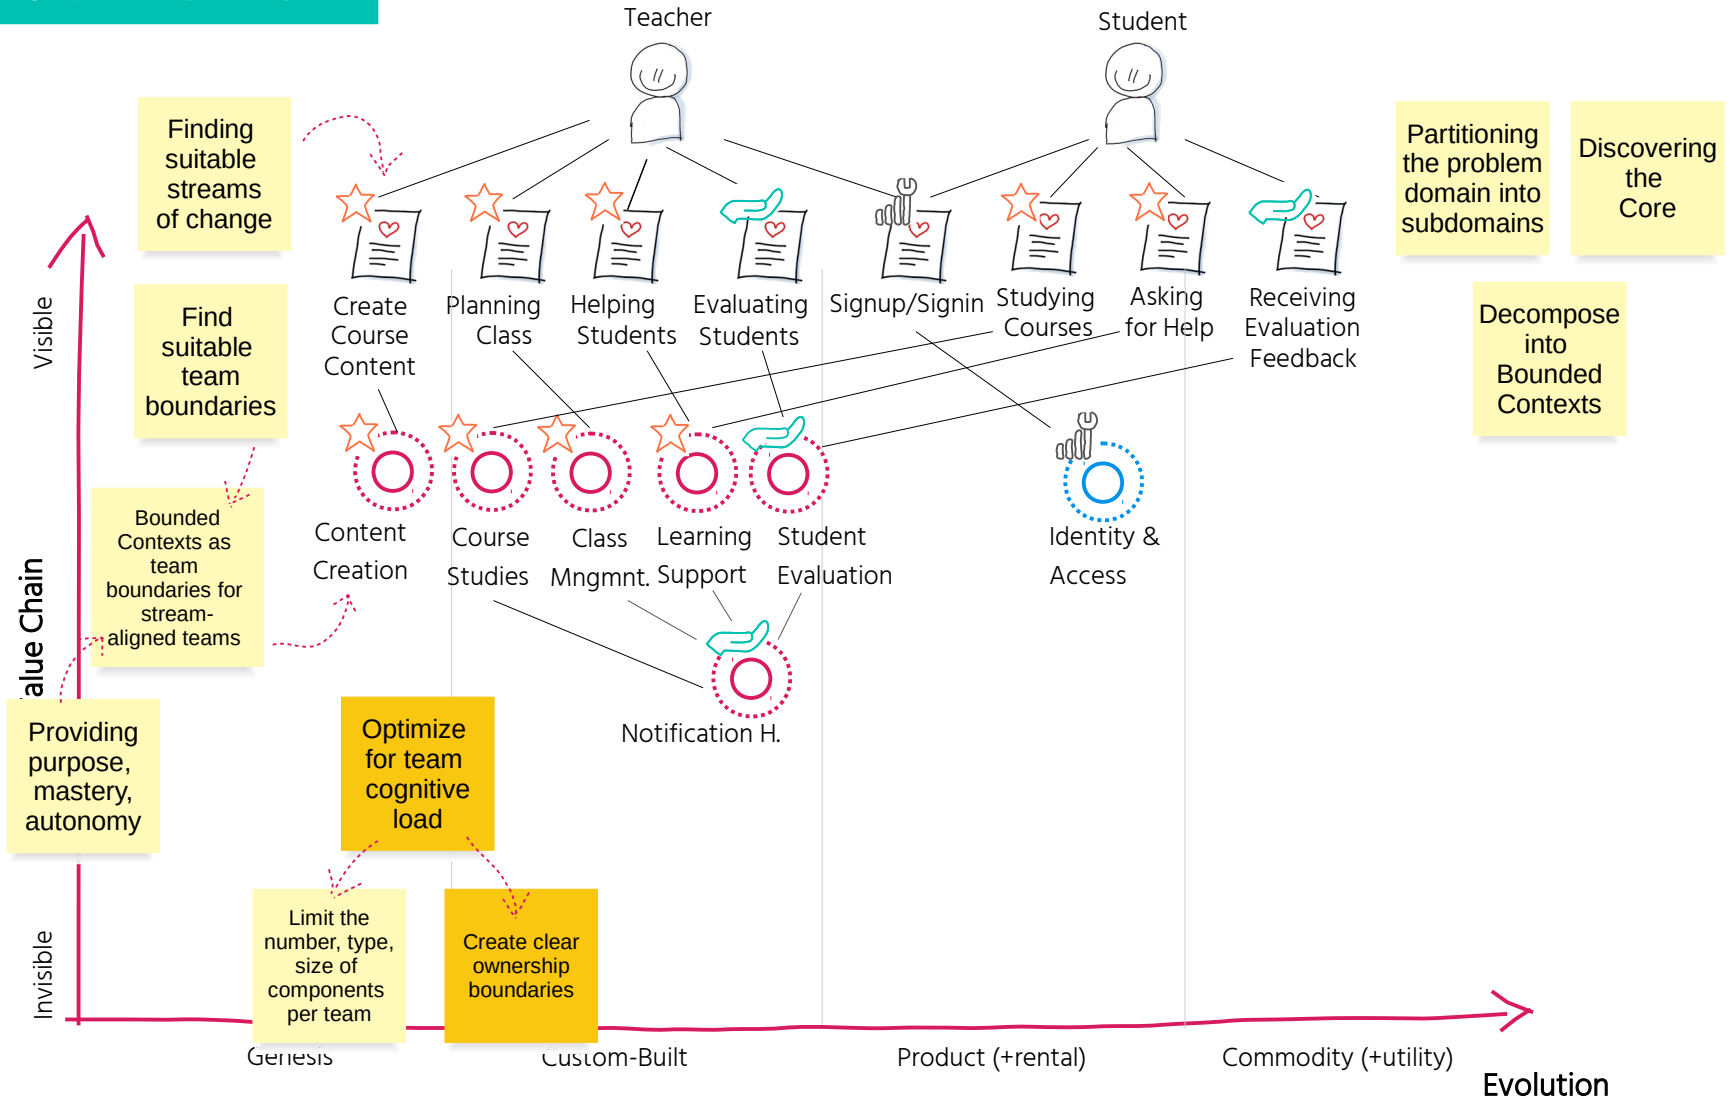 Teacher
Student
Finding
suitable
streams
of change
Partitioning
the problem
domain into
subdomains
Discovering
the
Core
Visible
Find
suitable
team
boundaries
Create
Course
Content
Planning
Class
Helping
Students
Evaluating
Students
Signup/Signin
Studying
Courses
Asking
for Help
Receiving
Evaluation
Feedback
Decompose
into
Bounded
Contexts
Bounded
Contexts as
team
boundaries for
stream-
aligned teams
Content
Creation
Course
Studies
Class
Mngmnt.
Learning
Support
Student
Evaluation
Identity &
Access
alue Chain
Notification H.
Providing
purpose,
mastery,
autonomy
Optimize
for team
cognitive
load
Limit the
number, type,
size of
components
per team
Create clear
ownership
boundaries
Invisible
Genesis
Custom-Built
Product (+rental)
Commodity (+utility)
Evolution